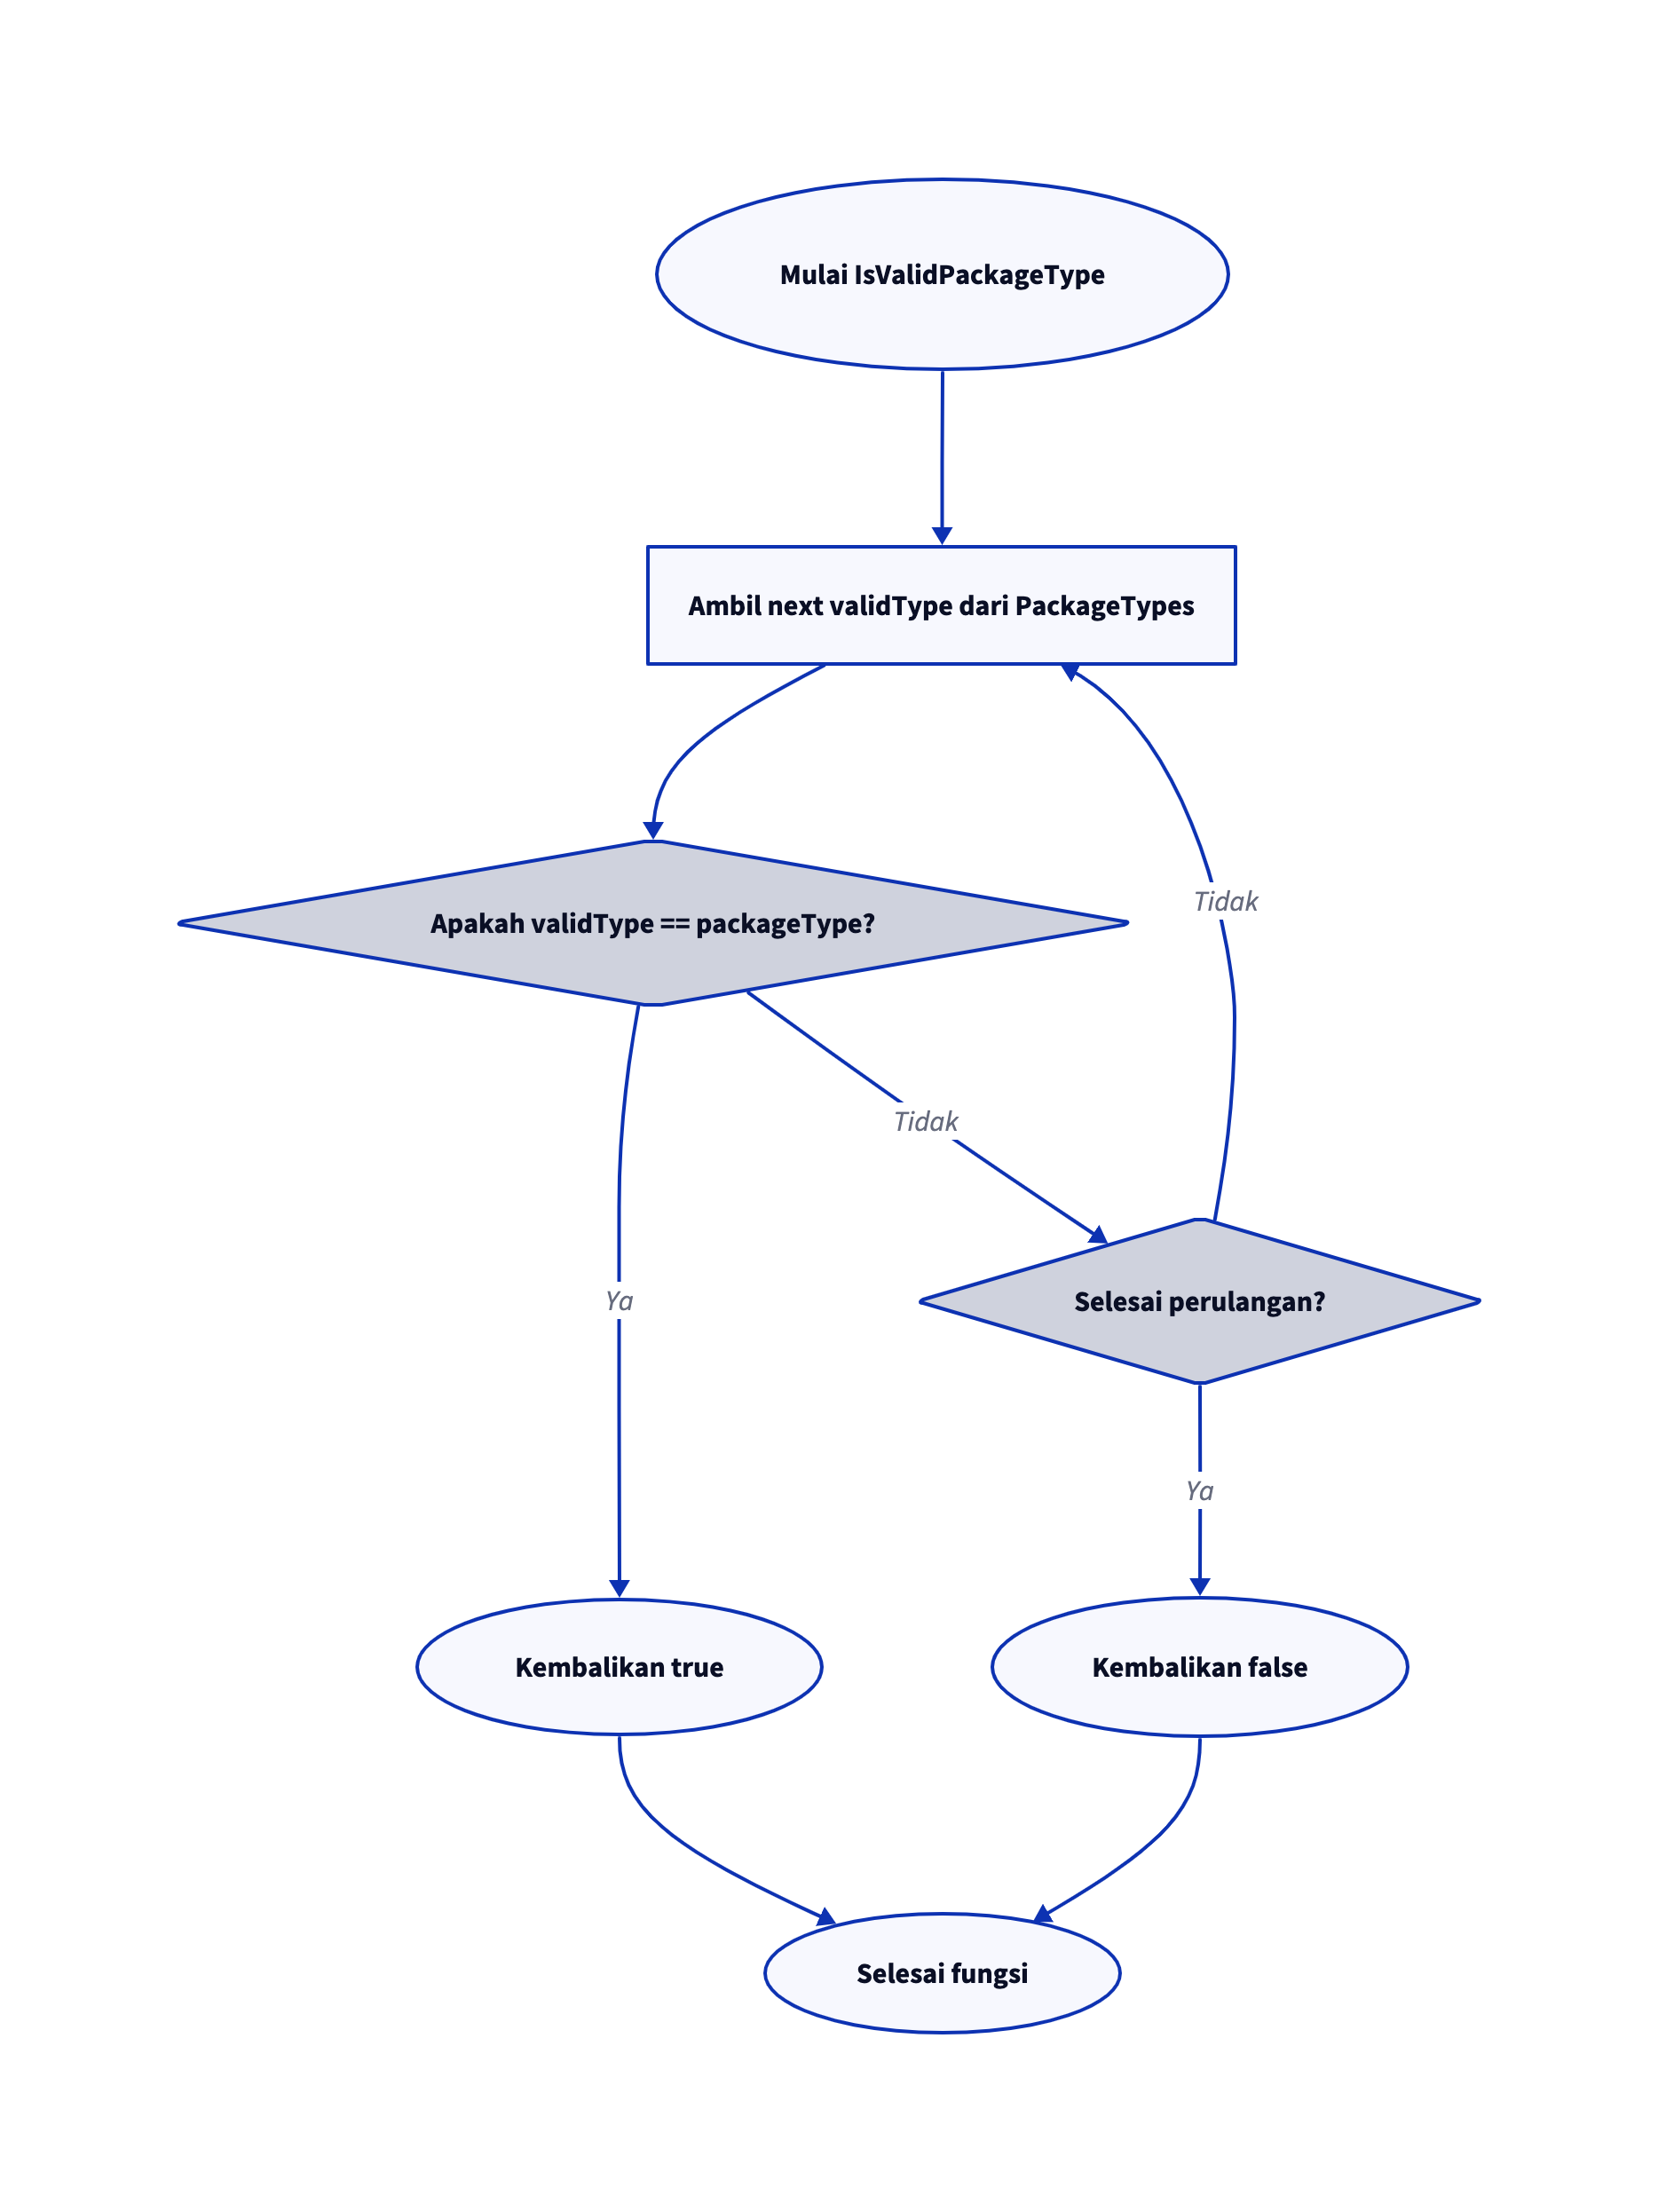 Mulai IsValidPackageType
Ambil next validType dari PackageTypes
Tidak
Apakah validType == packageType?
Tidak
Ya
Selesai perulangan?
Ya
Kembalikan true
Kembalikan false
Selesai fungsi